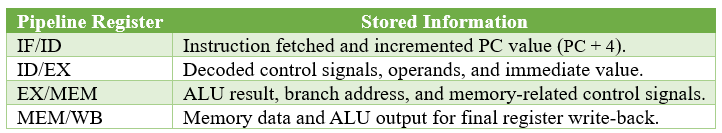 Pipeline Register Stored Information
IF/ID Instruction fetched and incremented PC value (PC + 4).
ID/EX Decoded control signals, operands, and immediate value.
EX/MEM ALU result, branch address, and memory-related control signals.
MEM/WB Memory data and ALU output for final register write-back.